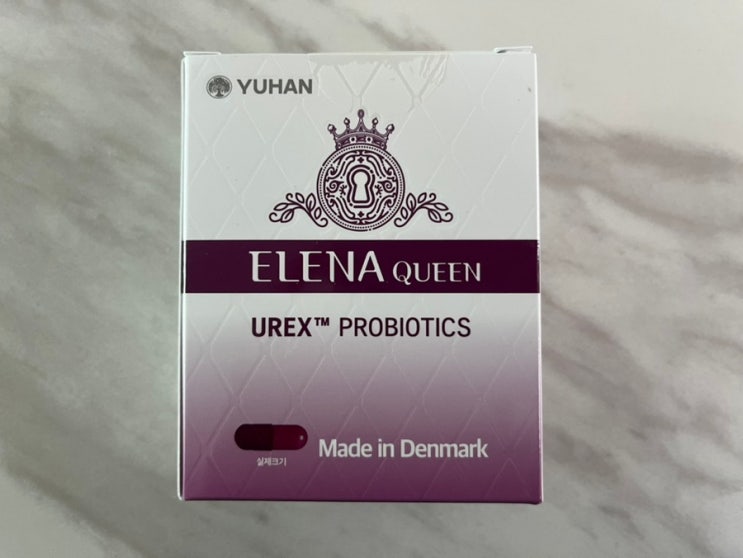 YUHAN
ELENA QUEEN
UREX™ PROBIOTICS
Made in Denmark
실제크기